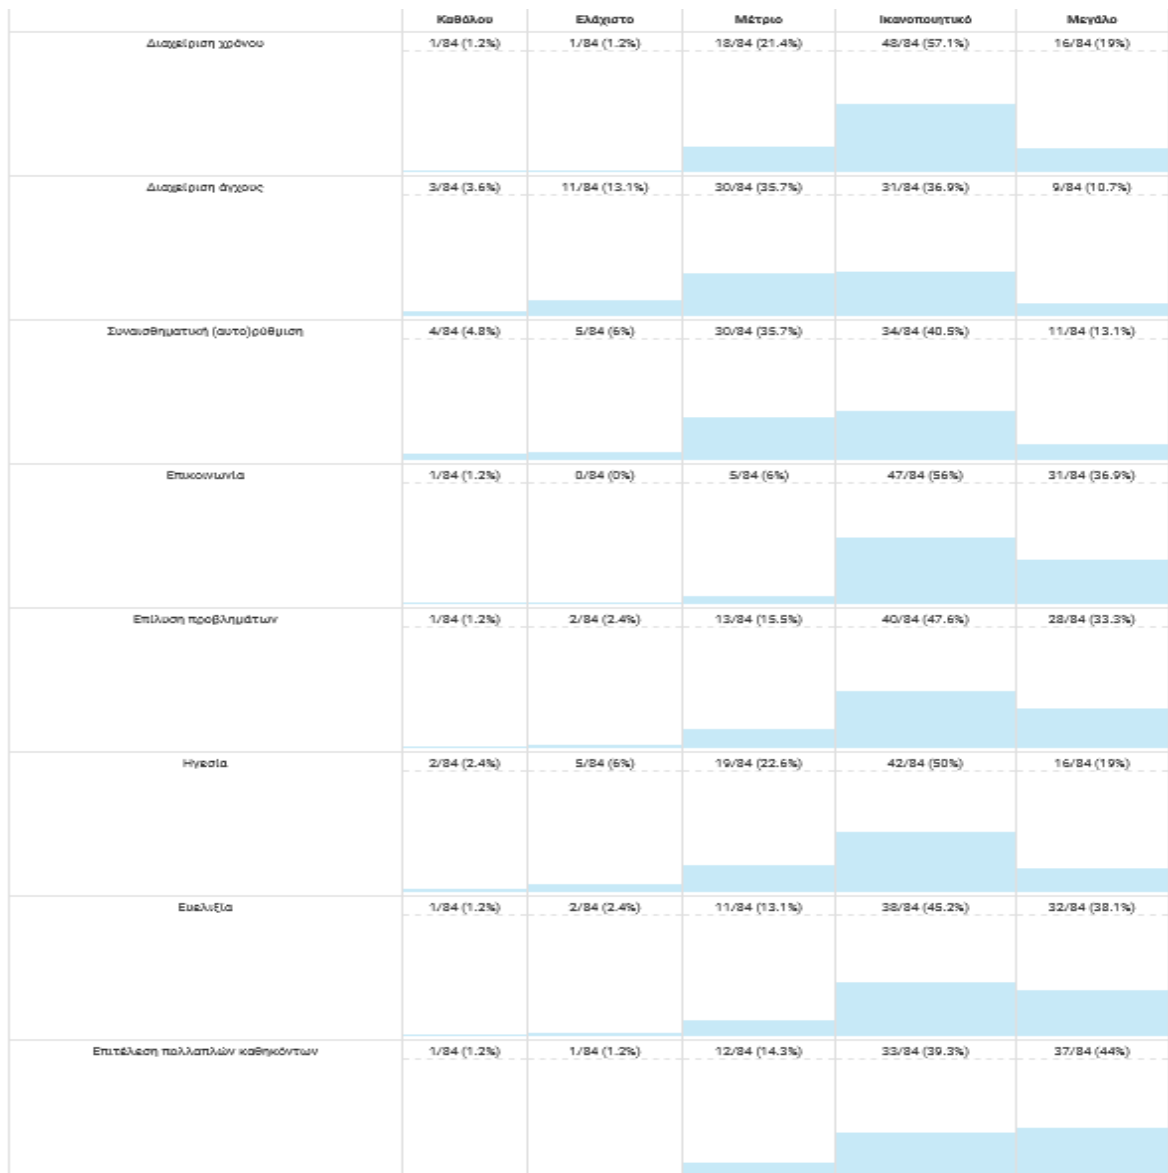 Καθόλου Ελάχιστο Μέτριο Ικανοποιητικό Μεγάλο
Διαχείριση χρόνου 1/84 (1.2%) 1/84 (1.2%) 18/84 (21.4%) 48/84 (57.1%) 16/84 (19%)
Διαχείριση άγχους 3/84 (3.6%) 11/84 (13.1%) 30/84 (35.7%) 31/84 (36.9%) 9/84 (10.7%)
Συναισθηματική (αυτο)ρύθμιση 4/84 (4.8%) 5/84 (6%) 30/84 (35.7%) 34/84 (40.5%) 11/84 (13.1%)
Επικοινωνία 1/84 (1.2%) 0/84 (0%) 5/84 (6%) 47/84 (56%) 31/84 (36.9%)
Επίλυση προβλημάτων 1/84 (1.2%) 2/84 (2.4%) 13/84 (15.5%) 40/84 (47.6%) 28/84 (33.3%)
Ηγεσία 2/84 (2.4%) 5/84 (6%) 19/84 (22.6%) 42/84 (50%) 16/84 (19%)
Ευελιξία 1/84 (1.2%) 2/84 (2.4%) 11/84 (13.1%) 38/84 (45.2%) 32/84 (38.1%)
Επιτέλεση πολλαπλών καθηκόντων 1/84 (1.2%) 1/84 (1.2%) 12/84 (14.3%) 33/84 (39.3%) 37/84 (44%)